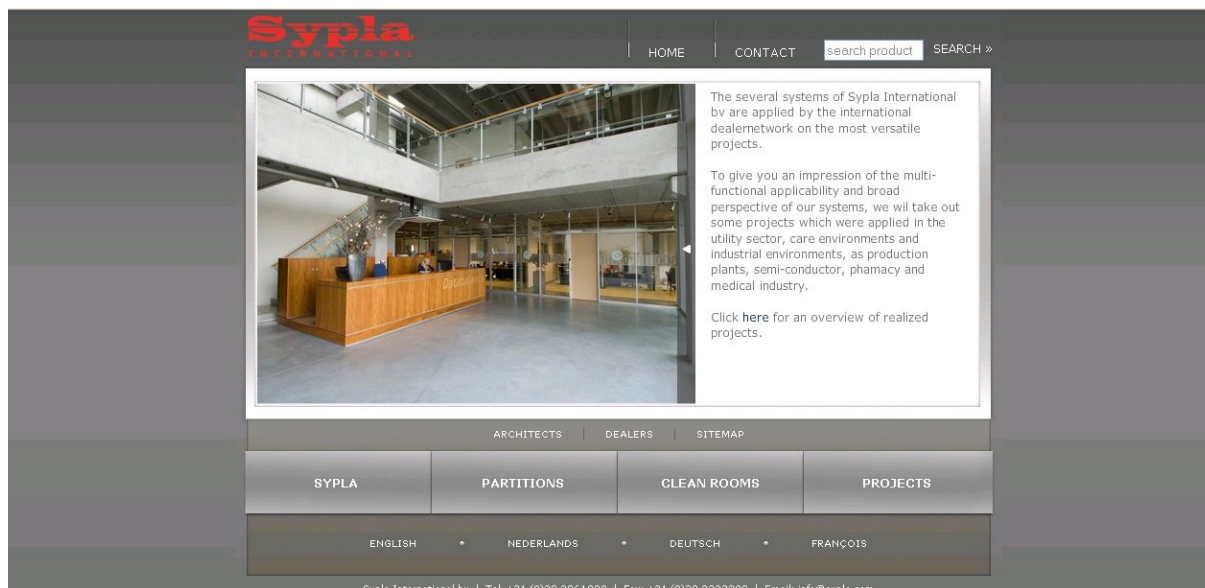 Sypla
INTERNATIONAL
HOME
CONTACT
search product
SEARCH »
The several systems of Sypla International
bv are applied by the international
dealernetwork on the most versatile
projects.
To give you an impression of the multi-
functional applicability and broad
perspective of our systems, we wil take out
some projects which were applied in the
utility sector, care environments and
industrial environments, as production
plants, semi-conductor, phamacy and
medical industry.
Click here for an overview of realized
projects.
ARCHITECTS | DEALERS | SITEMAP
SYPLA
PARTITIONS
CLEAN ROOMS
PROJECTS
ENGLISH • NEDERLANDS • DEUTSCH • FRANÇOIS